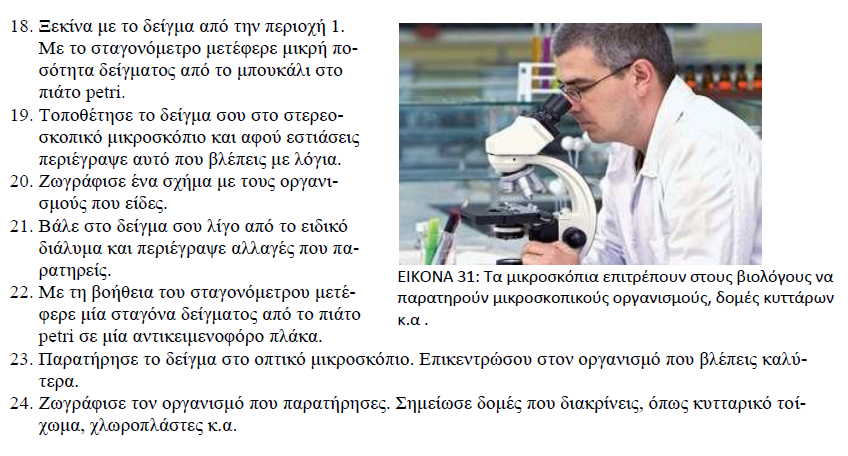 18. Ξεκίνα με το δείγμα από την περιοχή 1.
Με το σταγονόμετρο μετέφερε μικρή πο-
σότητα δείγματος από το μπουκάλι στο
πιάτο petri.
19. Τοποθέτησε το δείγμα σου στο στερεο-
σκοπικό μικροσκόπιο και αφού εστιάσεις
περιέγραψε αυτό που βλέπεις με λόγια.
20. Ζωγράφισε ένα σχήμα με τους οργανι-
σμούς που είδες.
21. Βάλε στο δείγμα σου λίγο από το ειδικό
διάλυμα και περιέγραψε αλλαγές που πα-
ρατηρείς.
22. Με τη βοήθεια του σταγονόμετρου μετέ-
φερε μία σταγόνα δείγματος από το πιάτο
petri σε μία αντικειμενοφόρο πλάκα.
ΕΙΚΟΝΑ 31: Τα μικροσκόπια επιτρέπουν στους βιολόγους να
παρατηρούν μικροσκοπικούς οργανισμούς, δομές κυττάρων
κ.α .
23. Παρατήρησε το δείγμα στο οπτικό μικροσκόπιο. Επικεντρώσου στον οργανισμό που βλέπεις καλύ-
τερα.
24. Ζωγράφισε τον οργανισμό που παρατήρησες. Σημείωσε δομές που διακρίνεις, όπως κυτταρικό τοί-
χωμα, χλωροπλάστες κ.α.